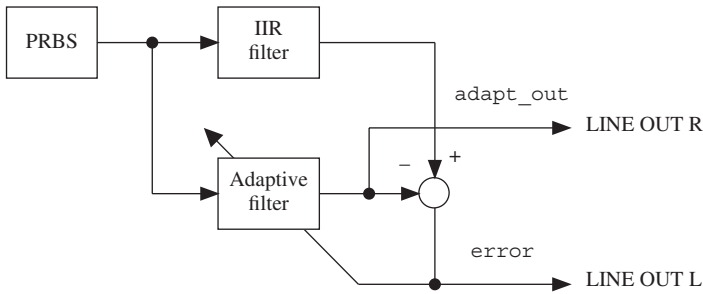 PRBS
IIR
filter
adapt_out
LINE OUT R
–
+
Adaptive
filter
error
LINE OUT L